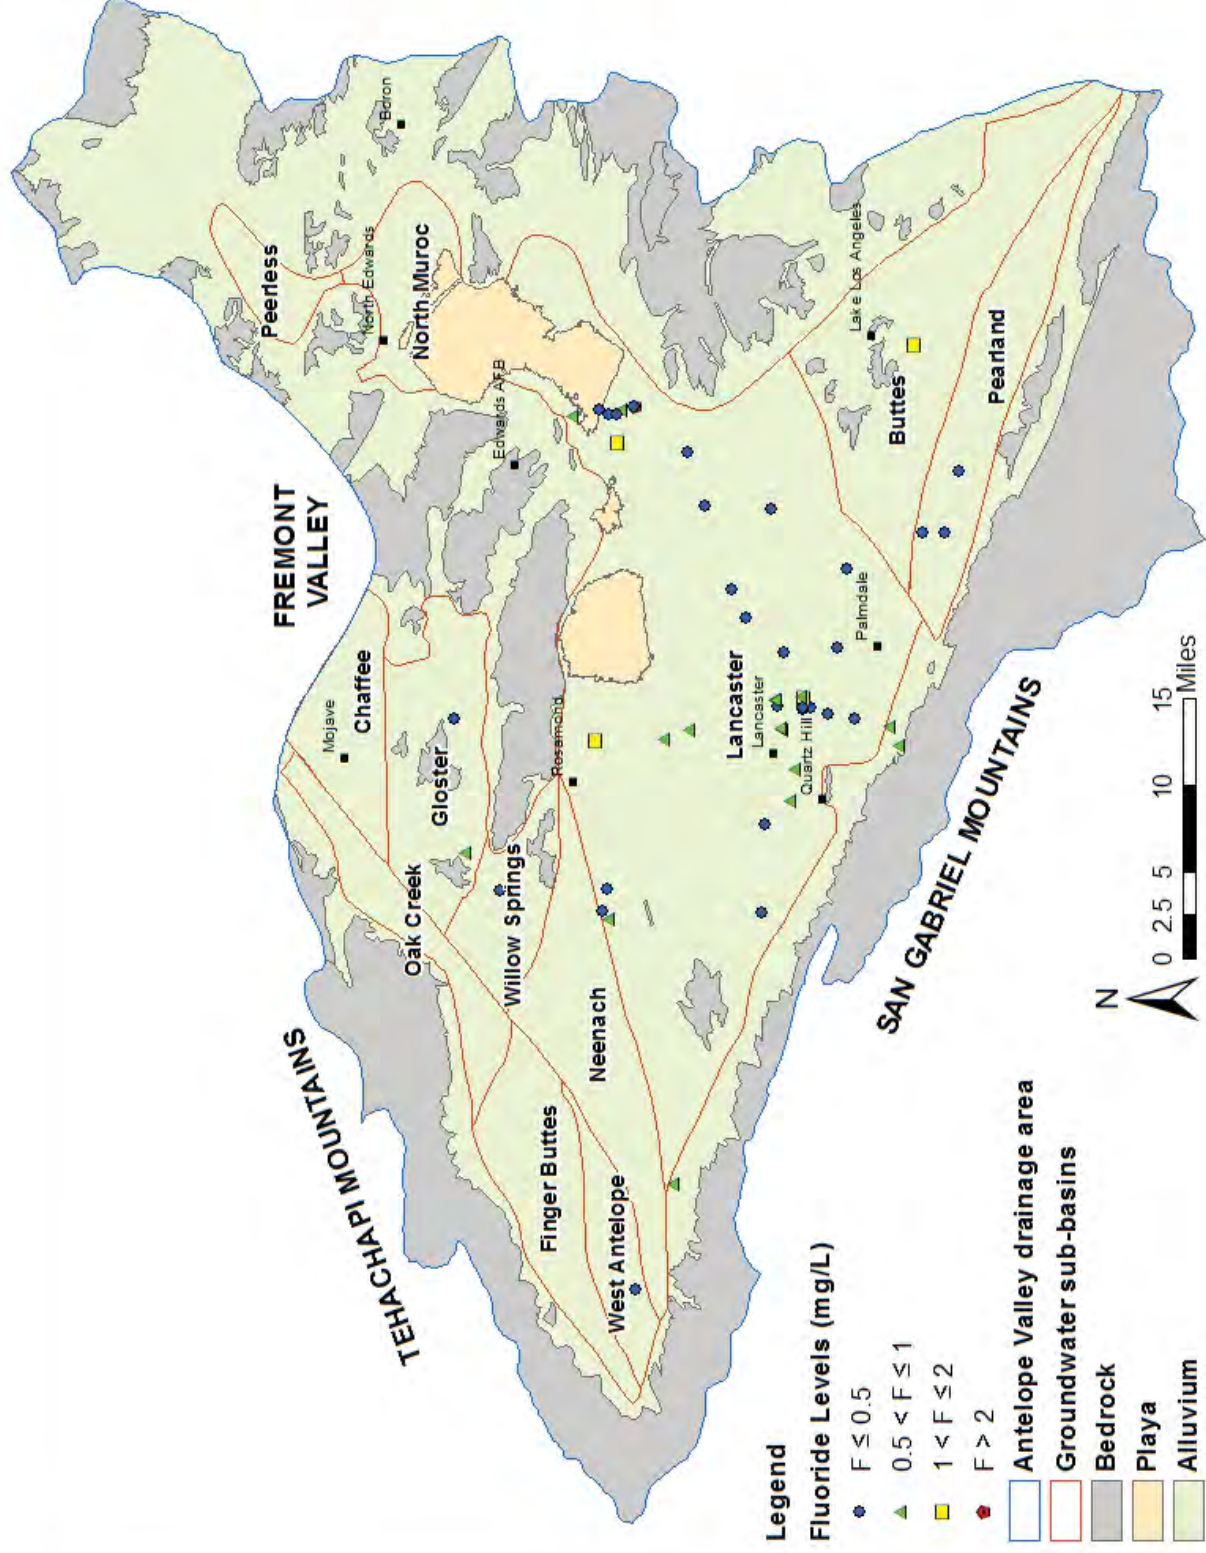 TEHACHAPI MOUNTAINS
FREMONT
VALLEY
Mojave
Chaffee
Oak Creek
Gloster
Peerless
North Edwards
Boron
North Muroc
Edwards AFB
Rosamond
Willow Springs
Finger Buttes
Neenach
West Antelope
Lancaster
Lancaster
Quartz Hill
Palmdale
Lake Los Angeles
Buttes
Pearland
SAN GABRIEL MOUNTAINS
Legend
Fluoride Levels (mg/L)
F ≤ 0.5
0.5 < F ≤ 1
1 < F ≤ 2
F > 2
Antelope Valley drainage area
Groundwater sub-basins
Bedrock
Playa
Alluvium
N
0 2.5 5 10 15
Miles